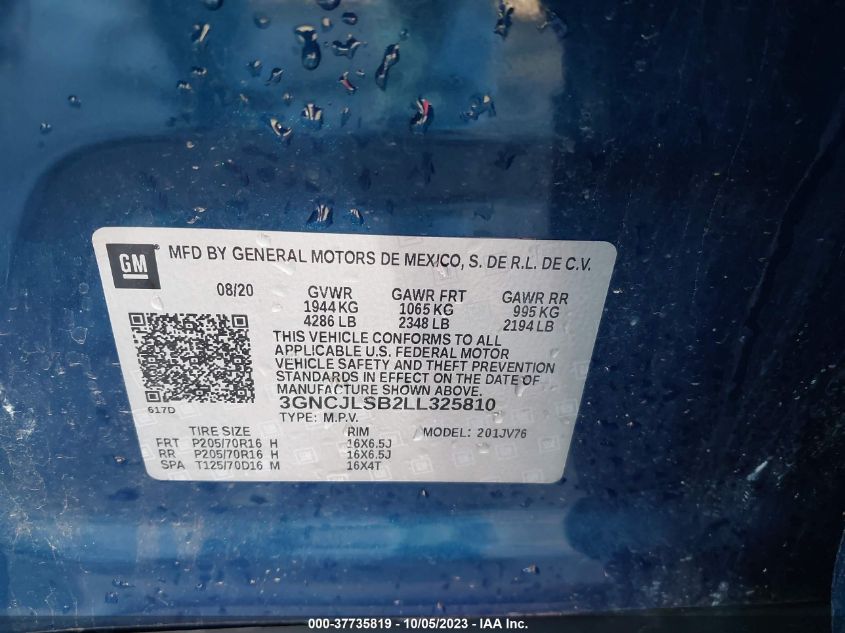 GM
MFD BY GENERAL MOTORS DE MEXICO, S. DE R.L. DE C.V.
08/20 GVWR GAWR FRT GAWR RR
1944 KG 1065 KG 995 KG
4286 LB 2348 LB 2194 LB
THIS VEHICLE CONFORMS TO ALL
APPLICABLE U.S. FEDERAL MOTOR
VEHICLE SAFETY AND THEFT PREVENTION
STANDARDS IN EFFECT ON THE DATE OF
MANUFACTURE SHOWN ABOVE.
617D
3GNCJLSB2LL325810
TYPE: M.P.V. MODEL: 201JV76
TIRE SIZE RIM
FRT P205/70R16 H 16X6.5J
RR P205/70R16 H 16X6.5J
SPA T125/70D16 M 16X4T
000-37735819 - 10/05/2023 - IAA Inc.